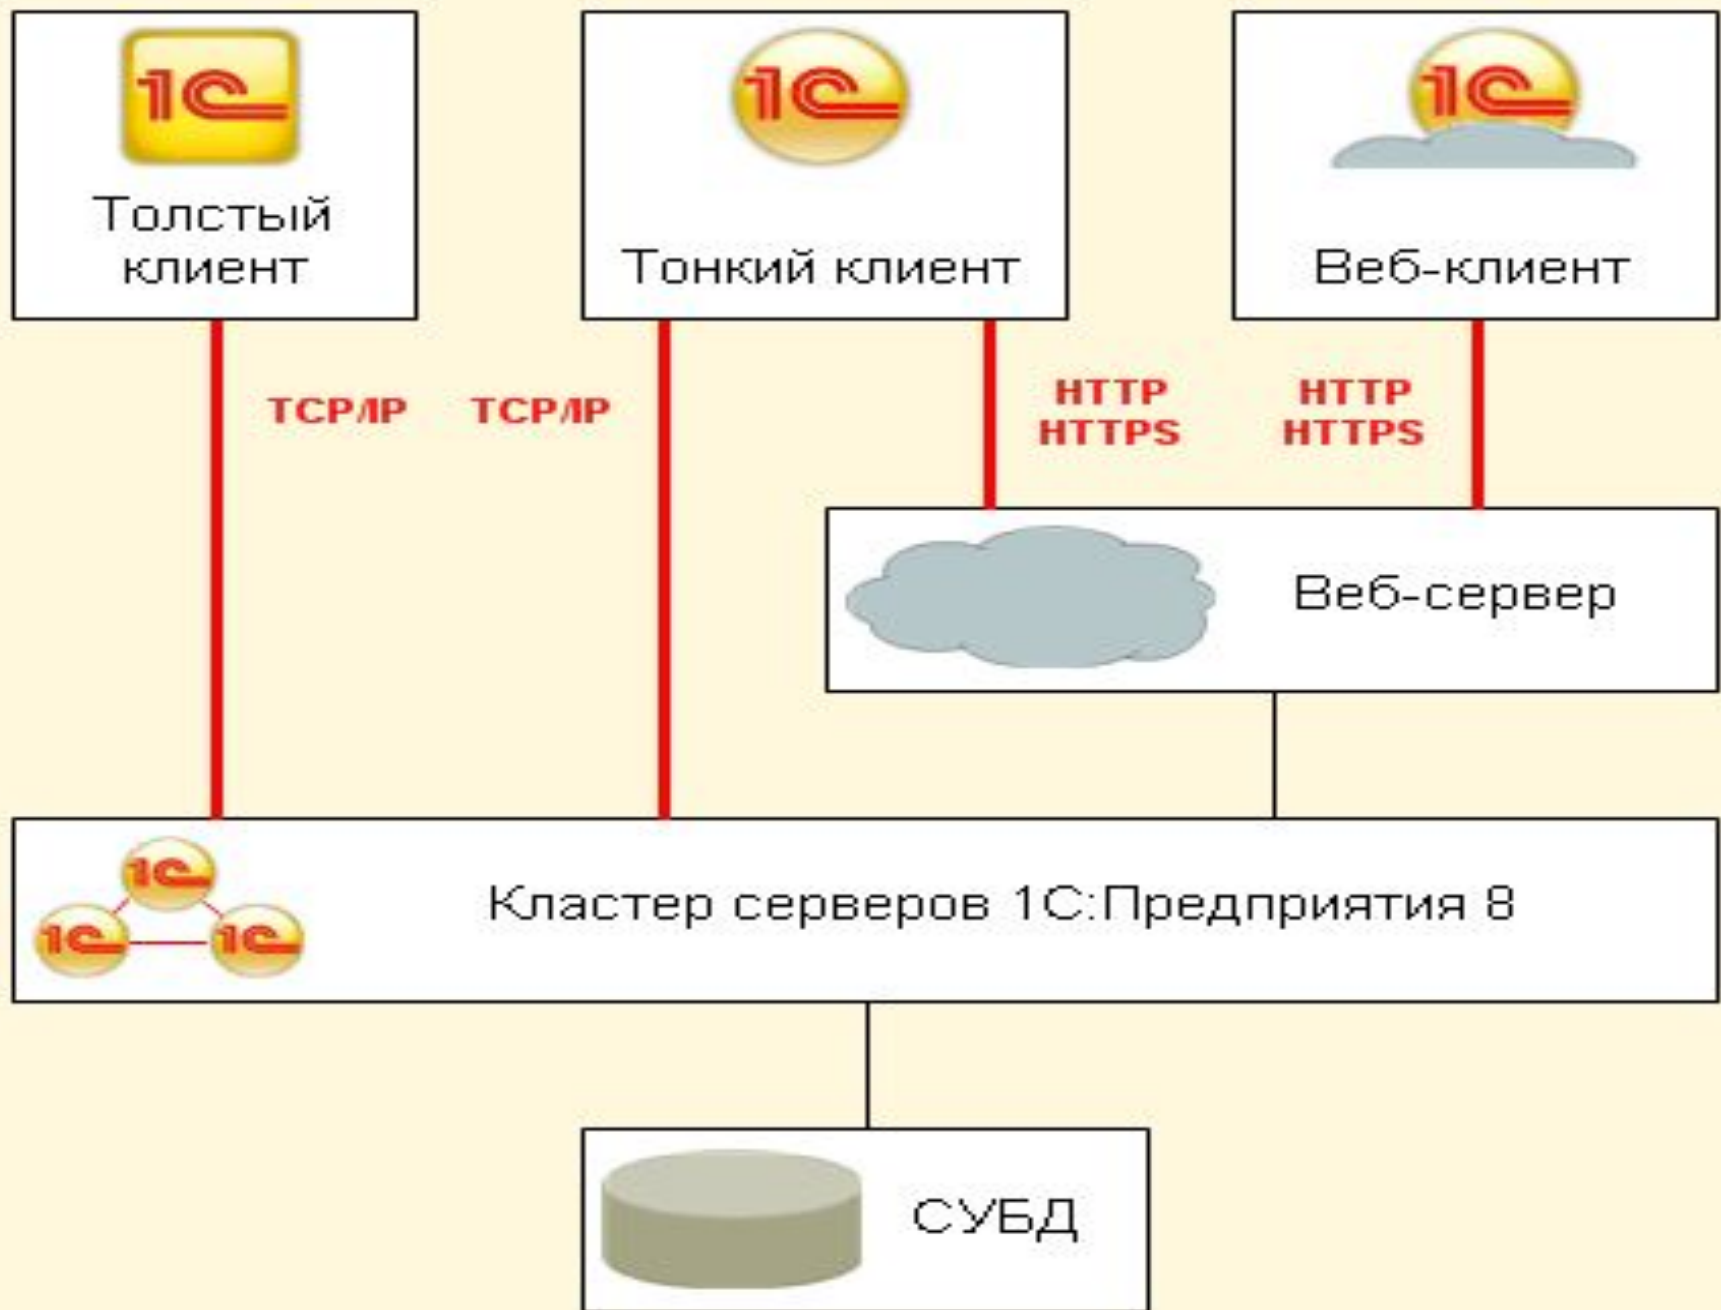 1С
1С
1С
Толстый
клиент
Тонкий клиент
Веб-клиент
TCP/IP
TCP/IP
HTTP
HTTPS
HTTP
HTTPS
Веб-сервер
1С
1С
1С
Кластер серверов 1С:Предприятия 8
СУБД